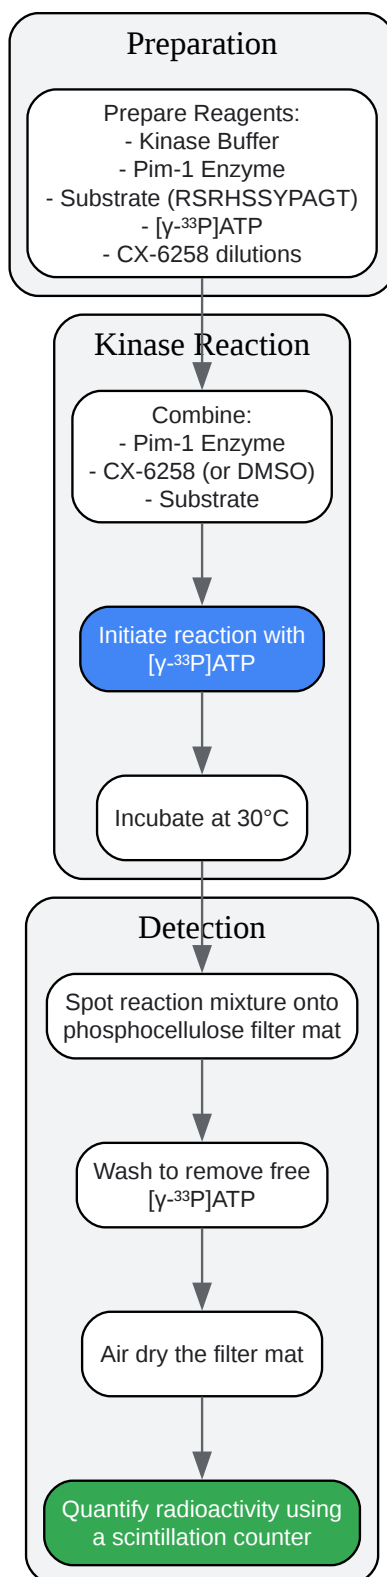 Preparation
Prepare Reagents:
- Kinase Buffer
- Pim-1 Enzyme
- Substrate (RSRHSSYPAGT)
- [γ-³³P]ATP
- CX-6258 dilutions
Kinase Reaction
Combine:
- Pim-1 Enzyme
- CX-6258 (or DMSO)
- Substrate
Initiate reaction with
[γ-³³P]ATP
Incubate at 30°C
Detection
Spot reaction mixture onto
phosphocellulose filter mat
Wash to remove free
[γ-³³P]ATP
Air dry the filter mat
Quantify radioactivity using
a scintillation counter